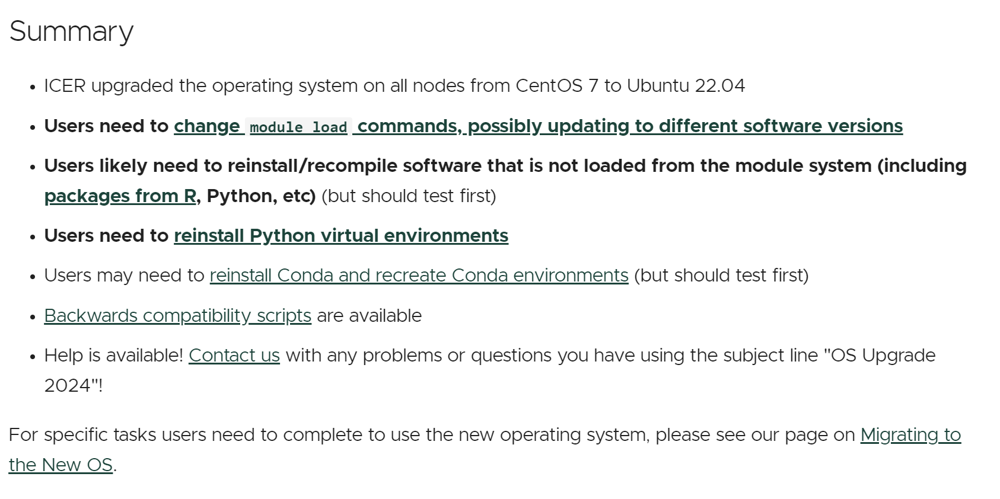 Summary
• ICER upgraded the operating system on all nodes from CentOS 7 to Ubuntu 22.04
• Users need to change module load commands, possibly updating to different software versions
• Users likely need to reinstall/recompile software that is not loaded from the module system (including
packages from R, Python, etc) (but should test first)
• Users need to reinstall Python virtual environments
• Users may need to reinstall Conda and recreate Conda environments (but should test first)
• Backwards compatibility scripts are available
• Help is available! Contact us with any problems or questions you have using the subject line "OS Upgrade
2024"!
For specific tasks users need to complete to use the new operating system, please see our page on Migrating to
the New OS.